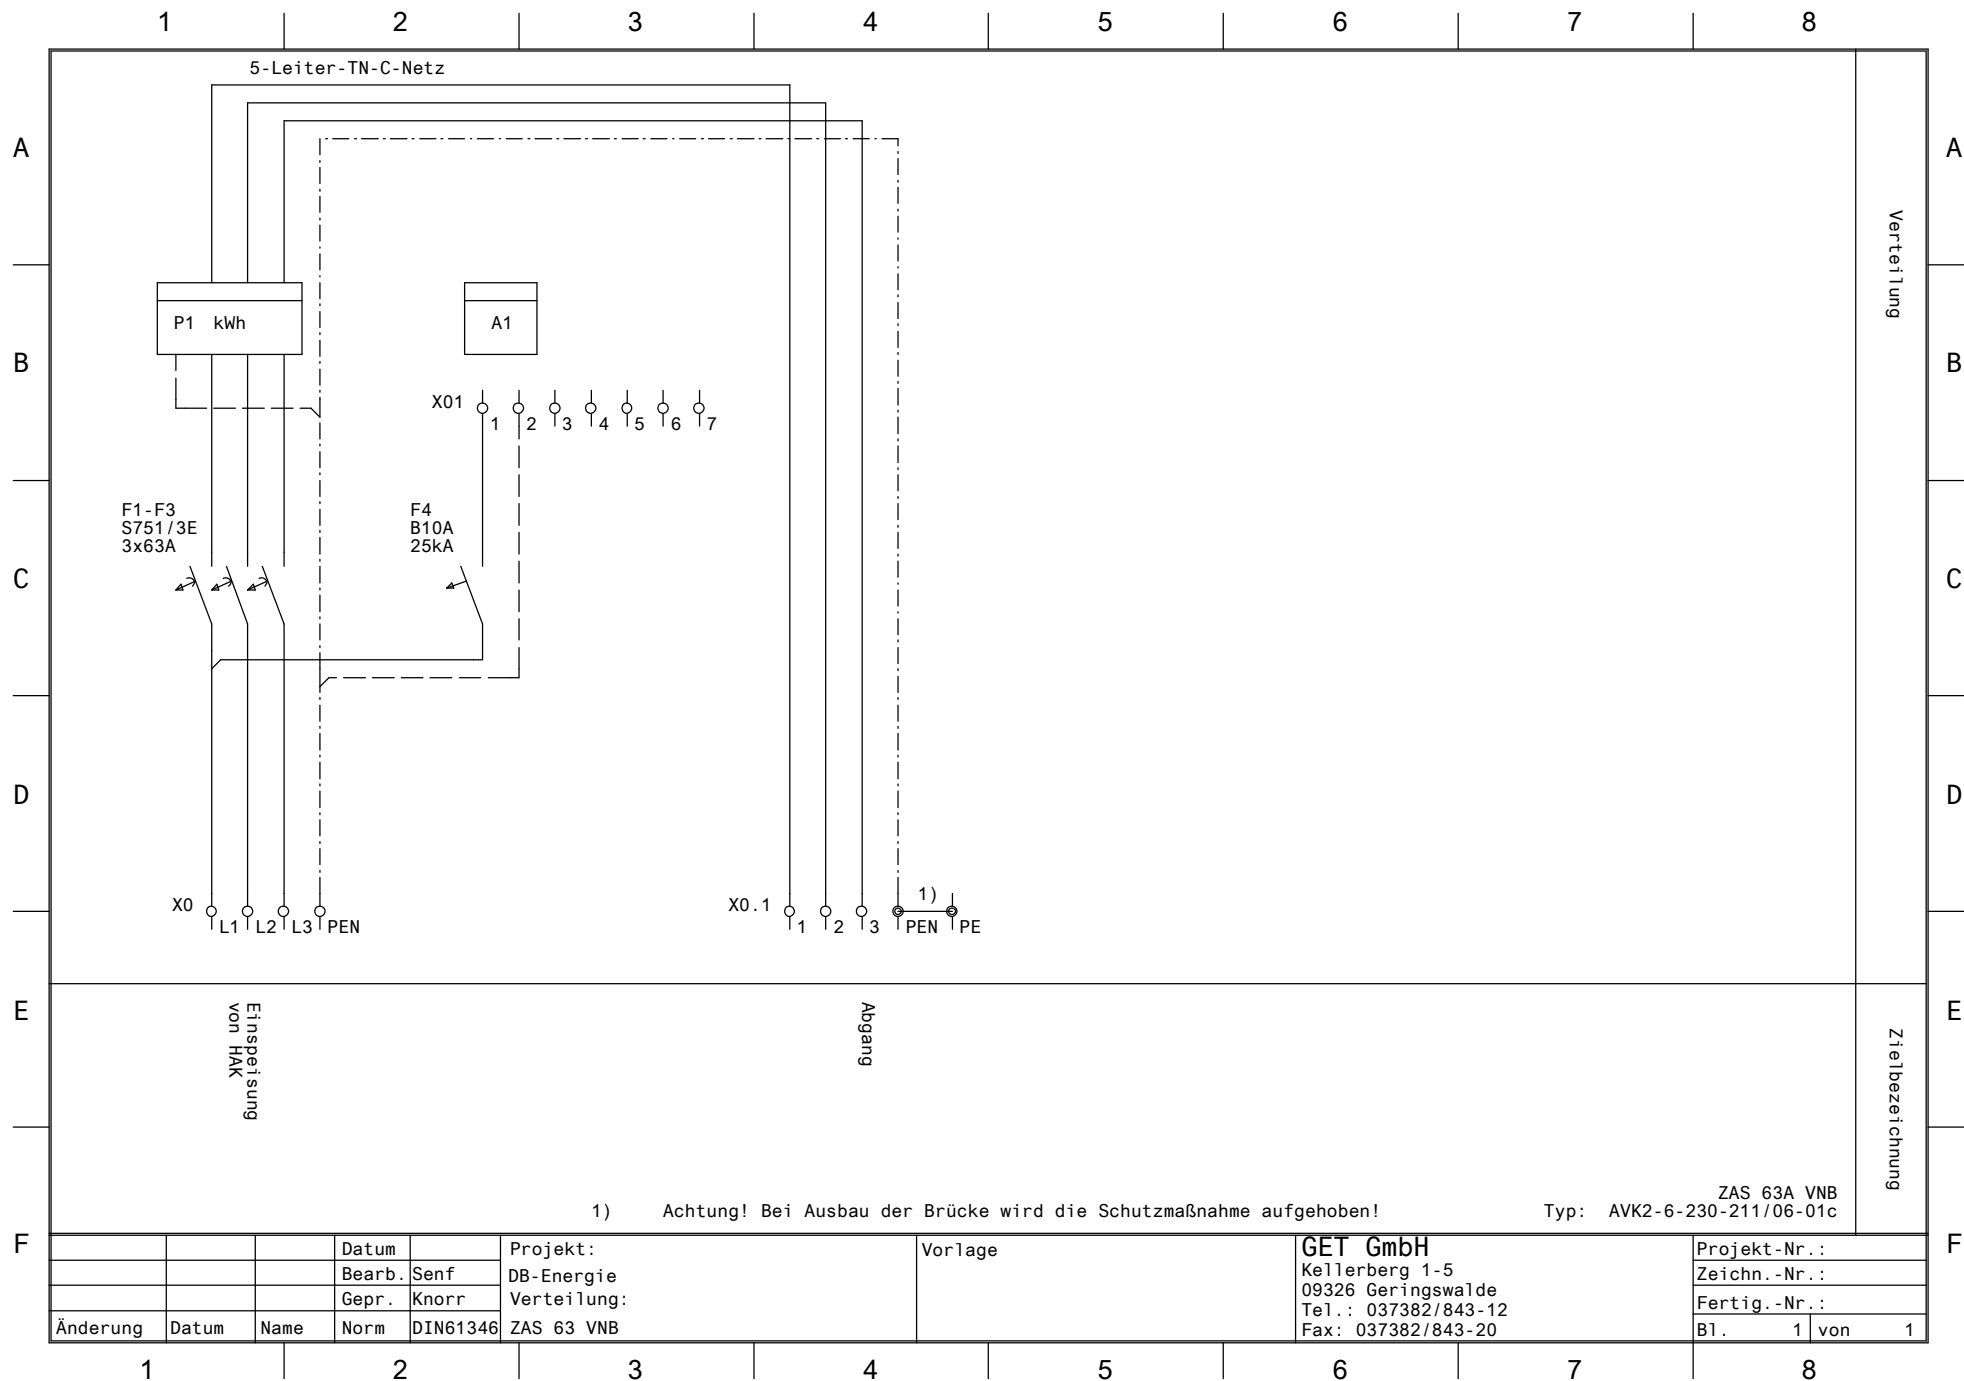 1 2 3 4 5 6 7 8
5-Leiter-TN-C-Netz
A A
Verteilung
P1 kWh
A1
B B
X01
1 2 3 4 5 6 7
F1-F3
S751/3E
3x63A
F4
B10A
25kA
C C
D D
X0
L1 L2 L3 PEN
X0.1
1)
1 2 3 PEN PE
E E
Einspeisung
von HAK
Abgang
Zielbezeichnung
ZAS 63A VNB
1) Achtung! Bei Ausbau der Brücke wird die Schutzmaßnahme aufgehoben!
Typ: AVK2-6-230-211/06-01c
F F
Datum
Bearb. Senf
Gepr. Knorr
Änderung Datum Name Norm DIN61346
Projekt:
DB-Energie
Verteilung:
ZAS 63 VNB
Vorlage
GET GmbH
Kellerberg 1-5
09326 Geringswalde
Tel.: 037382/843-12
Fax: 037382/843-20
Projekt-Nr.:
Zeichn.-Nr.:
Fertig.-Nr.:
Bl. 1 von 1
1 2 3 4 5 6 7 8